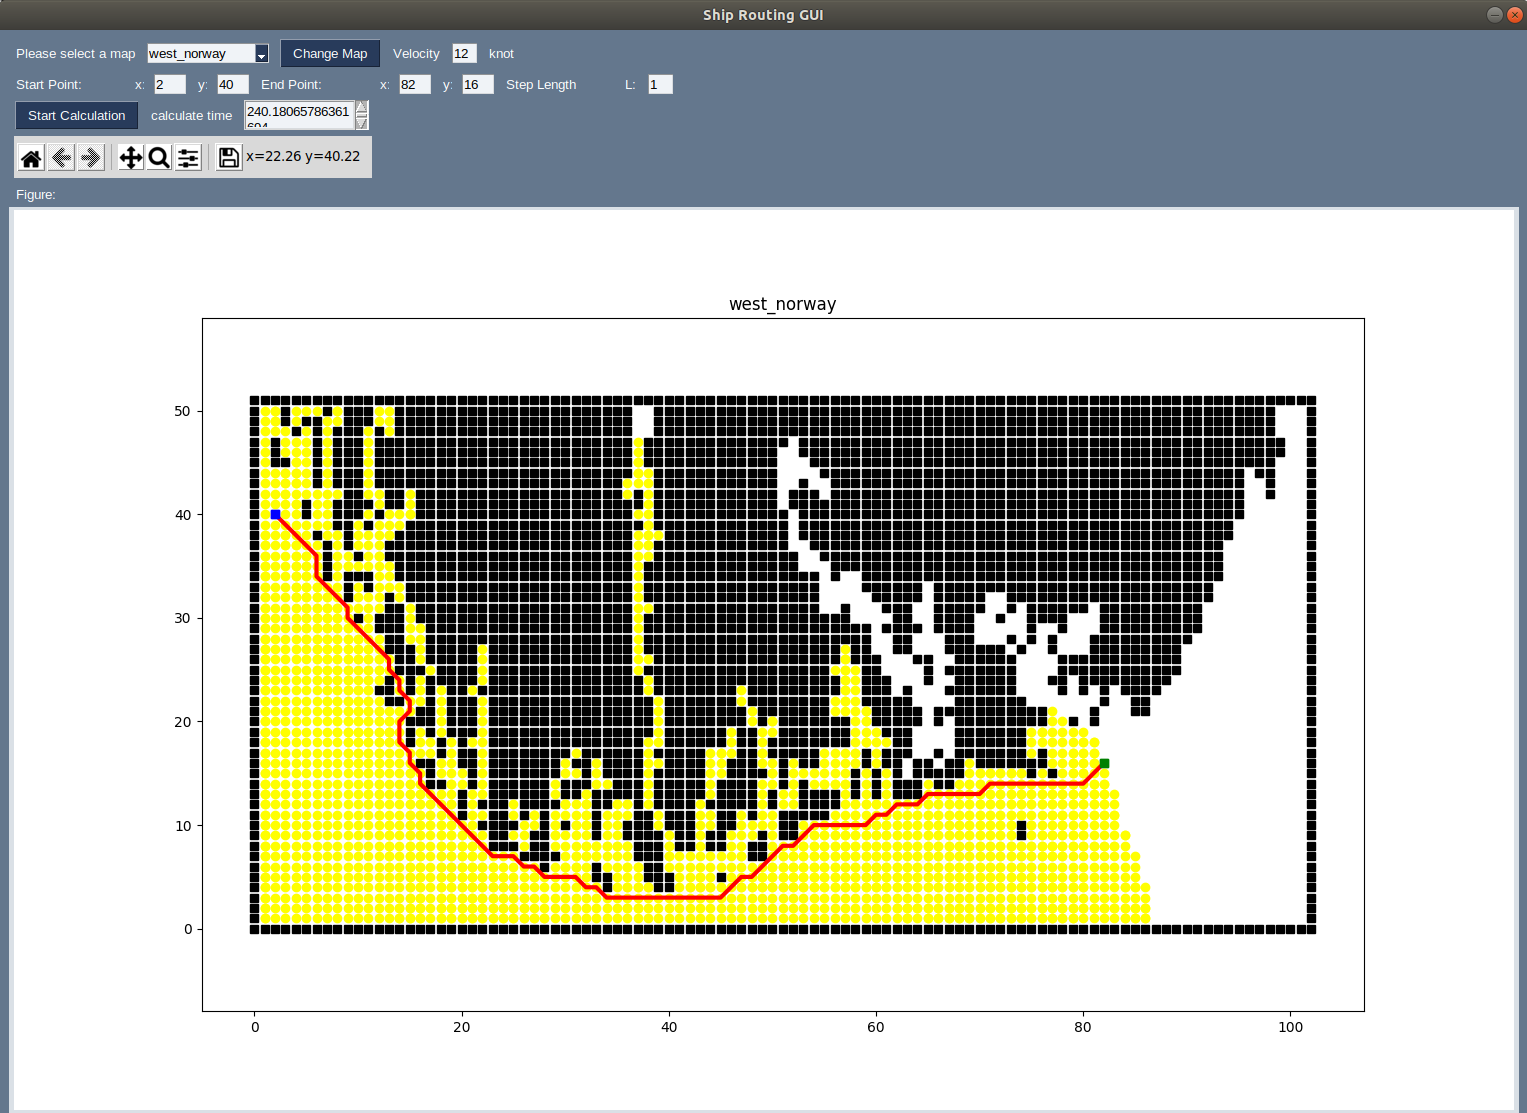 Ship Routing GUI
Please select a map west_norway Change Map Velocity 12 knot
Start Point: x: 2 y: 40 End Point: x: 82 y: 16 Step Length L: 1
Start Calculation calculate time 240.18065786361
694
x=22.26 y=40.22
Figure:
west_norway
50
40
30
20
10
0
0 20 40 60 80 100